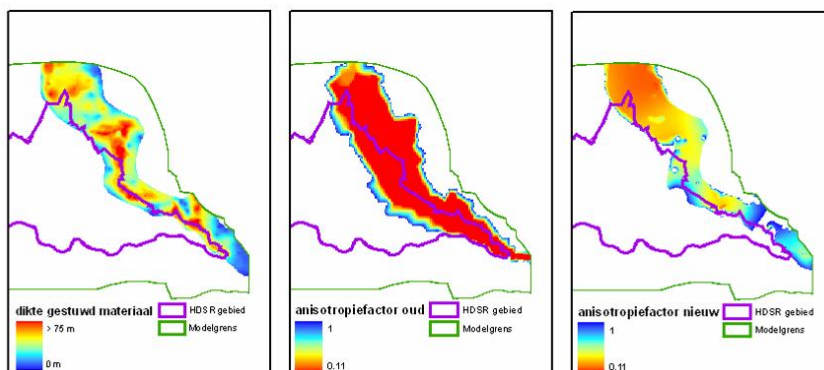 dikte gestuwd materiaal
> 75 m
0 m
HDSR gebied
Modelgrens
anisotropiefactor oud
1
0.11
HDSR gebied
Modelgrens
anisotropiefactor nieuw
1
0.11
HDSR gebied
Modelgrens